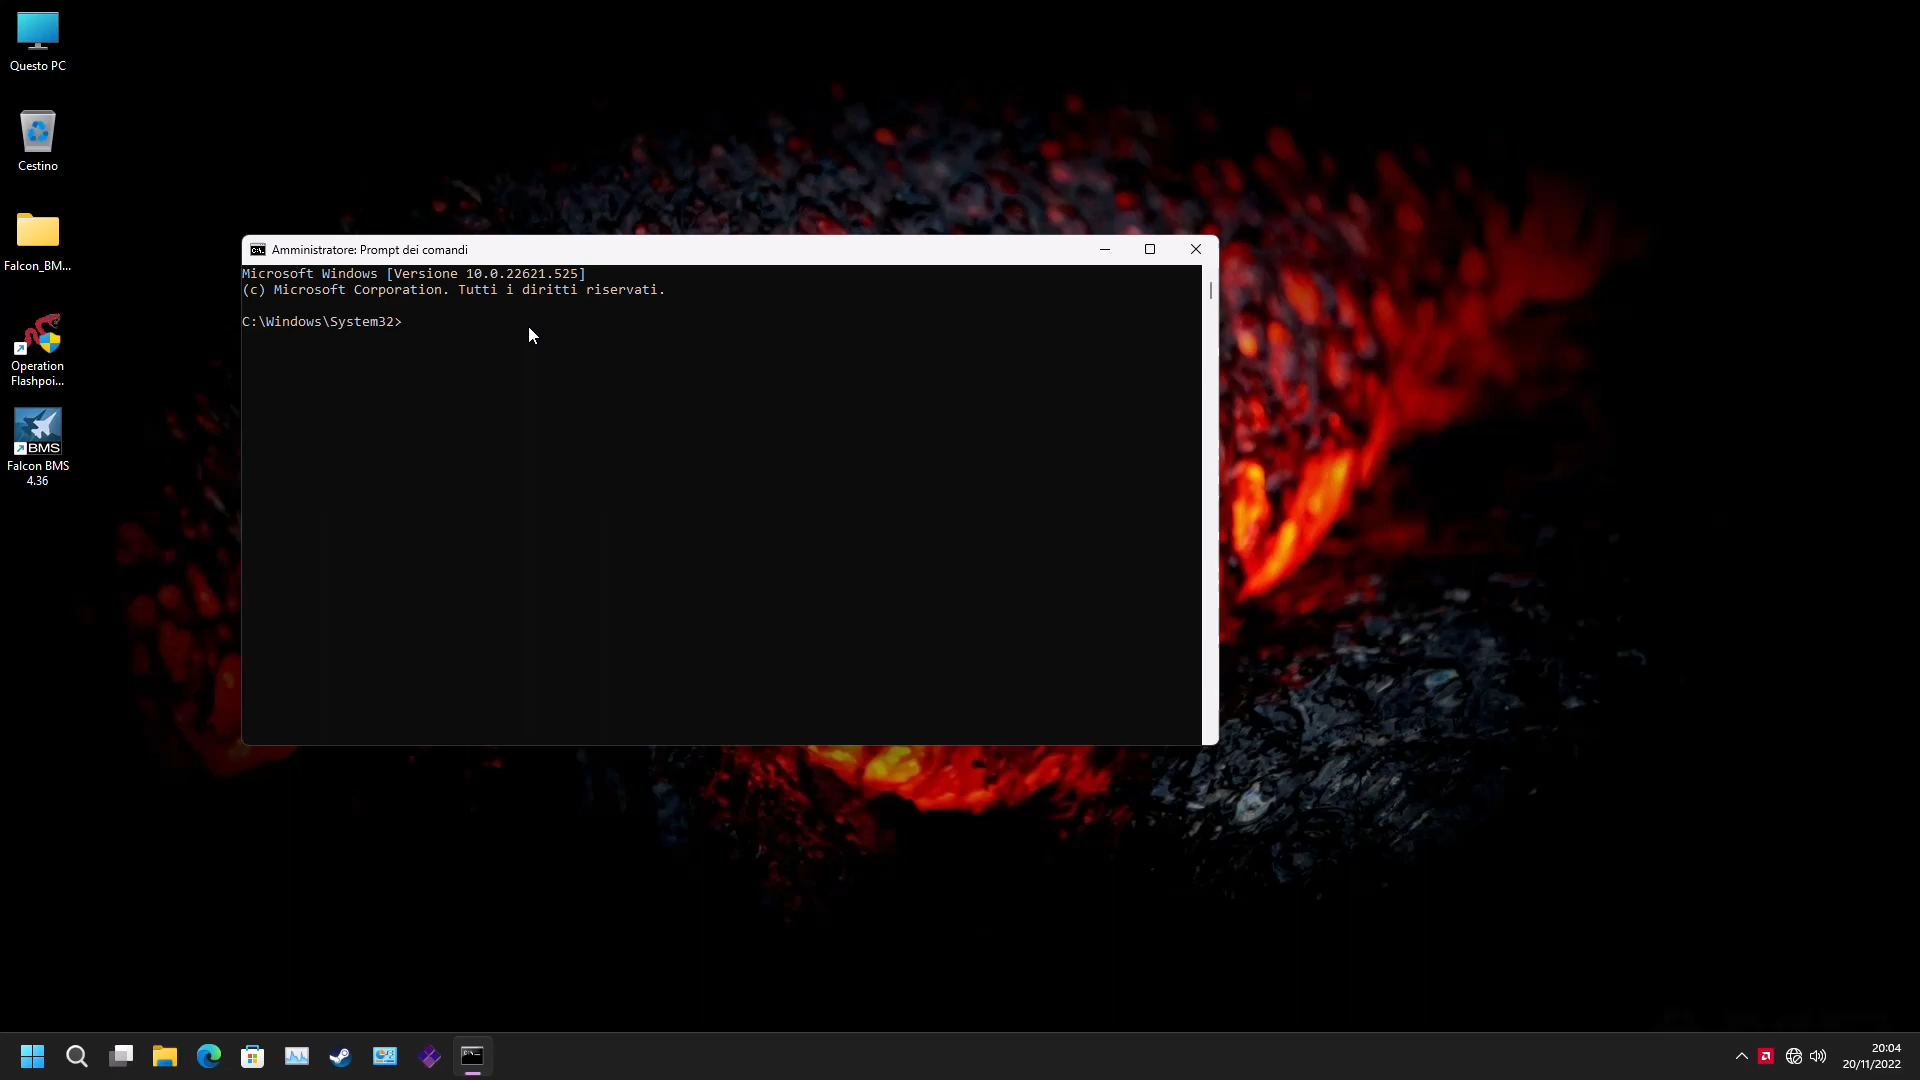 Questo PC
Cestino
Falcon_BM...
Operation
Flashpoi...
BMS
Falcon BMS
4.36
Amministratore: Prompt dei comandi
Microsoft Windows [Versione 10.0.22621.525]
(c) Microsoft Corporation. Tutti i diritti riservati.
C:\Windows\System32>
20:04
20/11/2022